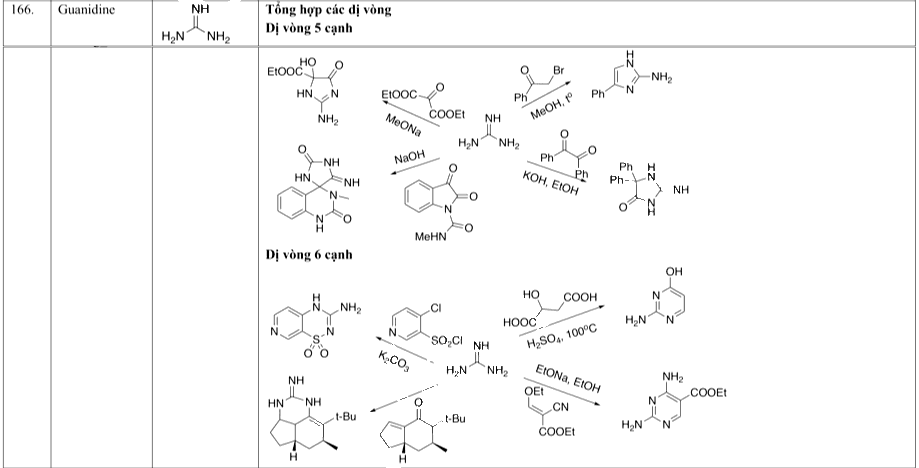 166. Guanidine NH H₂N NH₂ Tổng hợp các dị vòng
Dị vòng 5 cạnh
HO O
EtOOC
HN N
NH₂
EtOOC O
COOEt
MeONa
O Br
Ph
MeOH, tº
H
N
NH₂
Ph N
NH
H₂N NH₂
NaOH
O
O
N
MeHN O
O
Ph O
Ph
KOH, EtOH
Ph H
Ph N
NH
O N
H
O NH
HN NH
N
N O
H
Dị vòng 6 cạnh
H
N NH₂
N N
S
O O
Cl
N SO₂Cl
K₂CO₃
NH
H₂N NH₂
HO COOH
HOOC
H₂SO₄, 100ºC
OH
N
H₂N N
EtONa, EtOH
OEt
CN
COOEt
NH₂
COOEt
N
H₂N N
NH
HN NH
t-Bu
H
O
t-Bu
H